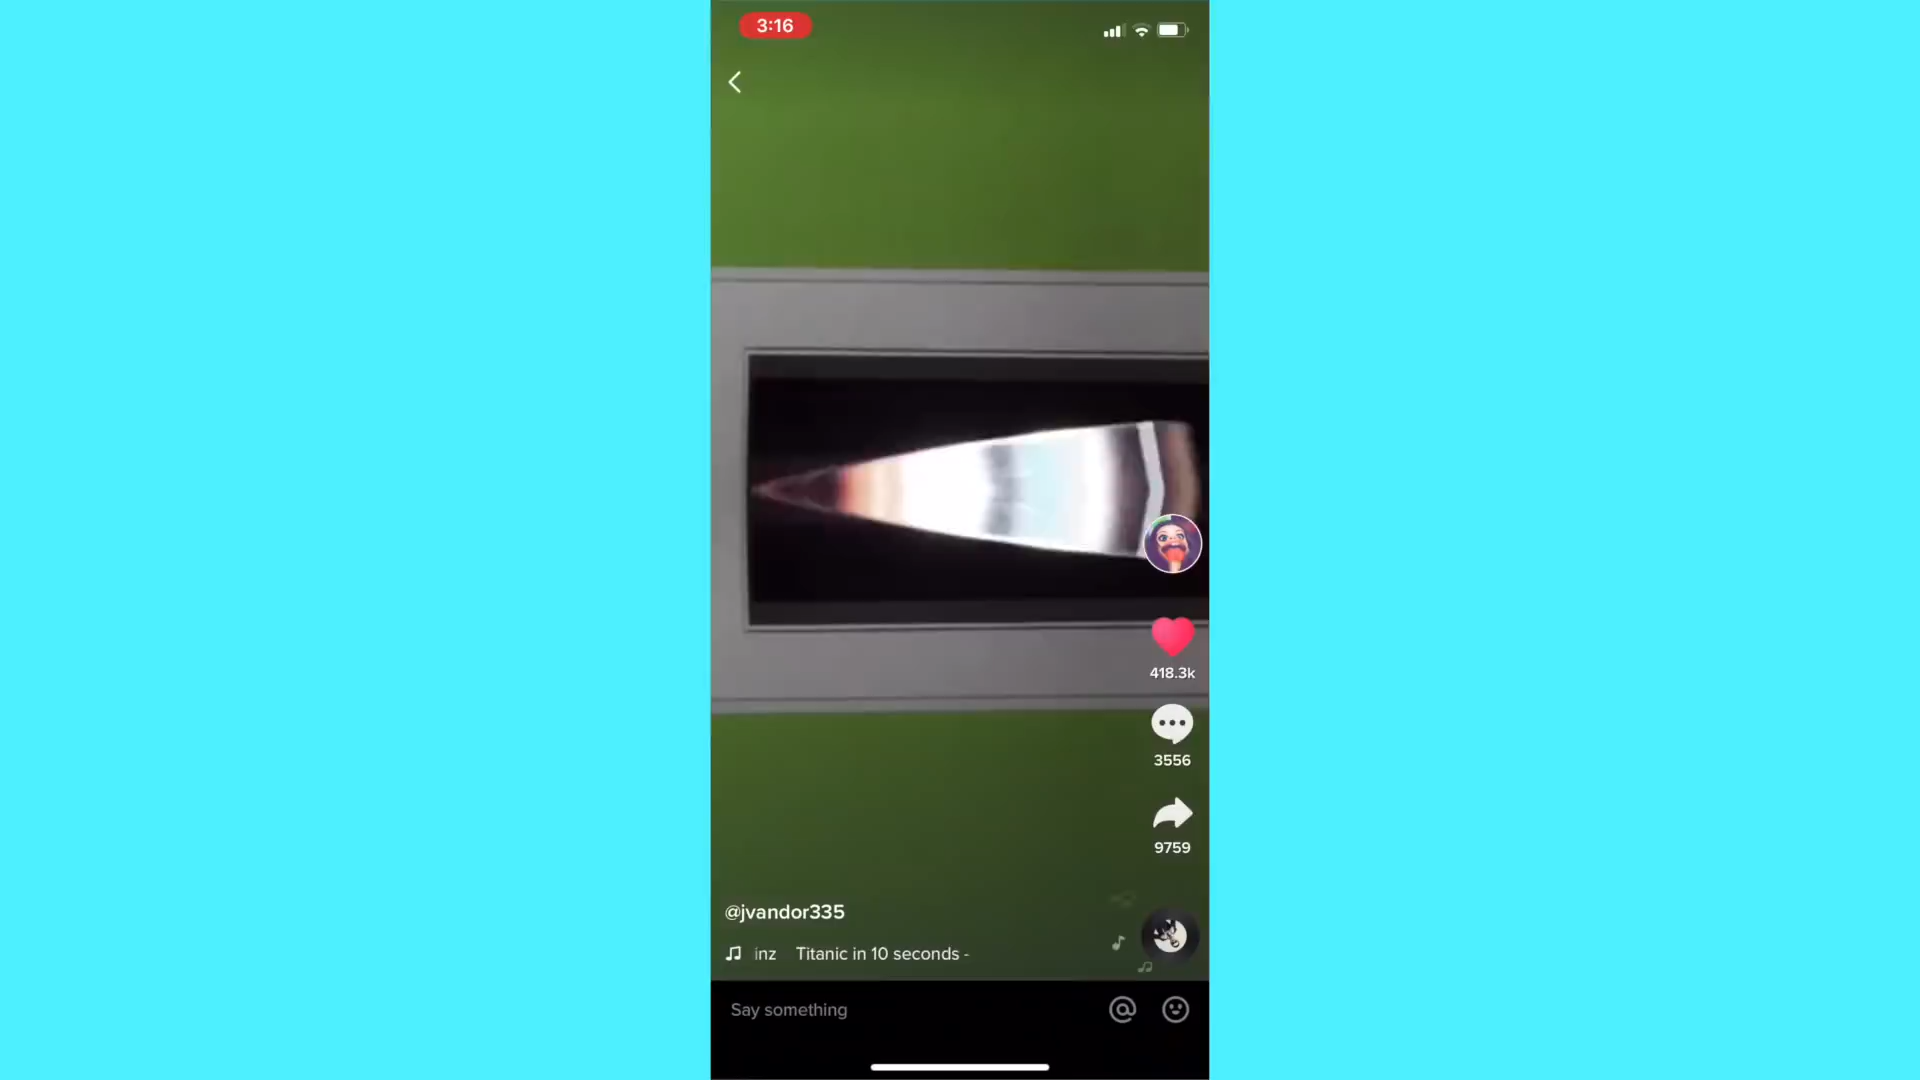 3:16
418.3k
3556
9759
@jvandor335
inz Titanic in 10 seconds -
Say something